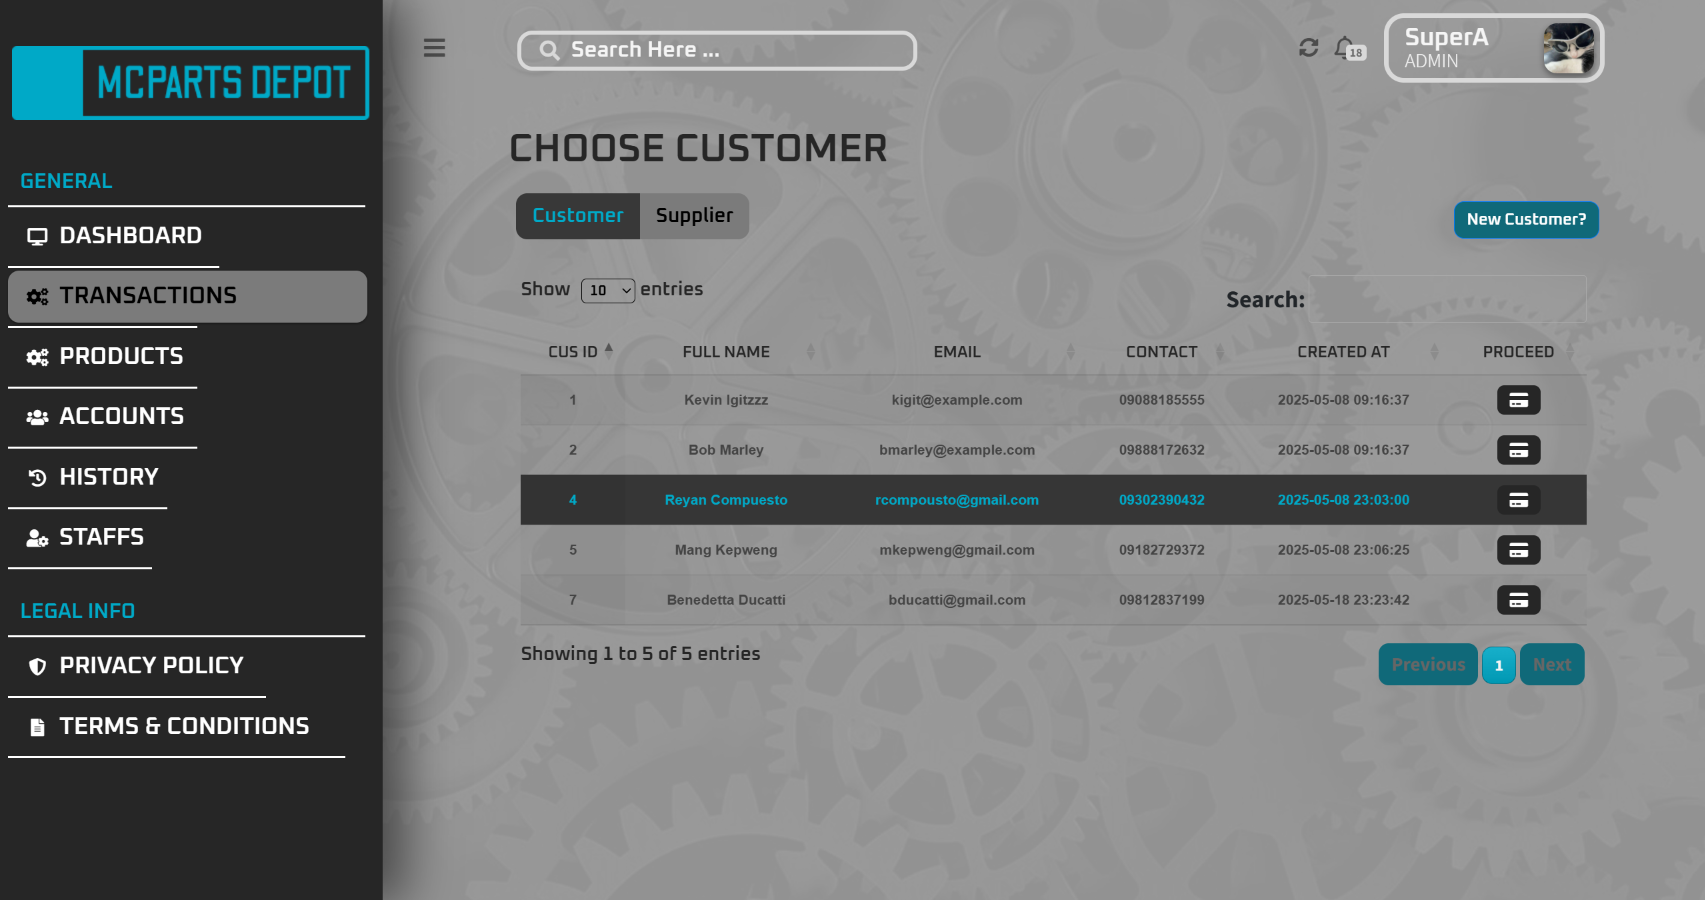 MCPARTS DEPOT
GENERAL
DASHBOARD
TRANSACTIONS
PRODUCTS
ACCOUNTS
HISTORY
STAFFS
LEGAL INFO
PRIVACY POLICY
TERMS & CONDITIONS
Search Here ...
18
SuperA
ADMIN
CHOOSE CUSTOMER
Customer Supplier
New Customer?
Show 10 entries
Search:
CUS ID FULL NAME EMAIL CONTACT CREATED AT PROCEED
1 Kevin Igitzzz kigit@example.com 09088185555 2025-05-08 09:16:37
2 Bob Marley bmarley@example.com 09888172632 2025-05-08 09:16:37
4 Reyan Compuesto rcompousto@gmail.com 09302390432 2025-05-08 23:03:00
5 Mang Kepweng mkepweng@gmail.com 09182729372 2025-05-08 23:06:25
7 Benedetta Ducatti bducatti@gmail.com 09812837199 2025-05-18 23:23:42
Showing 1 to 5 of 5 entries
Previous 1 Next